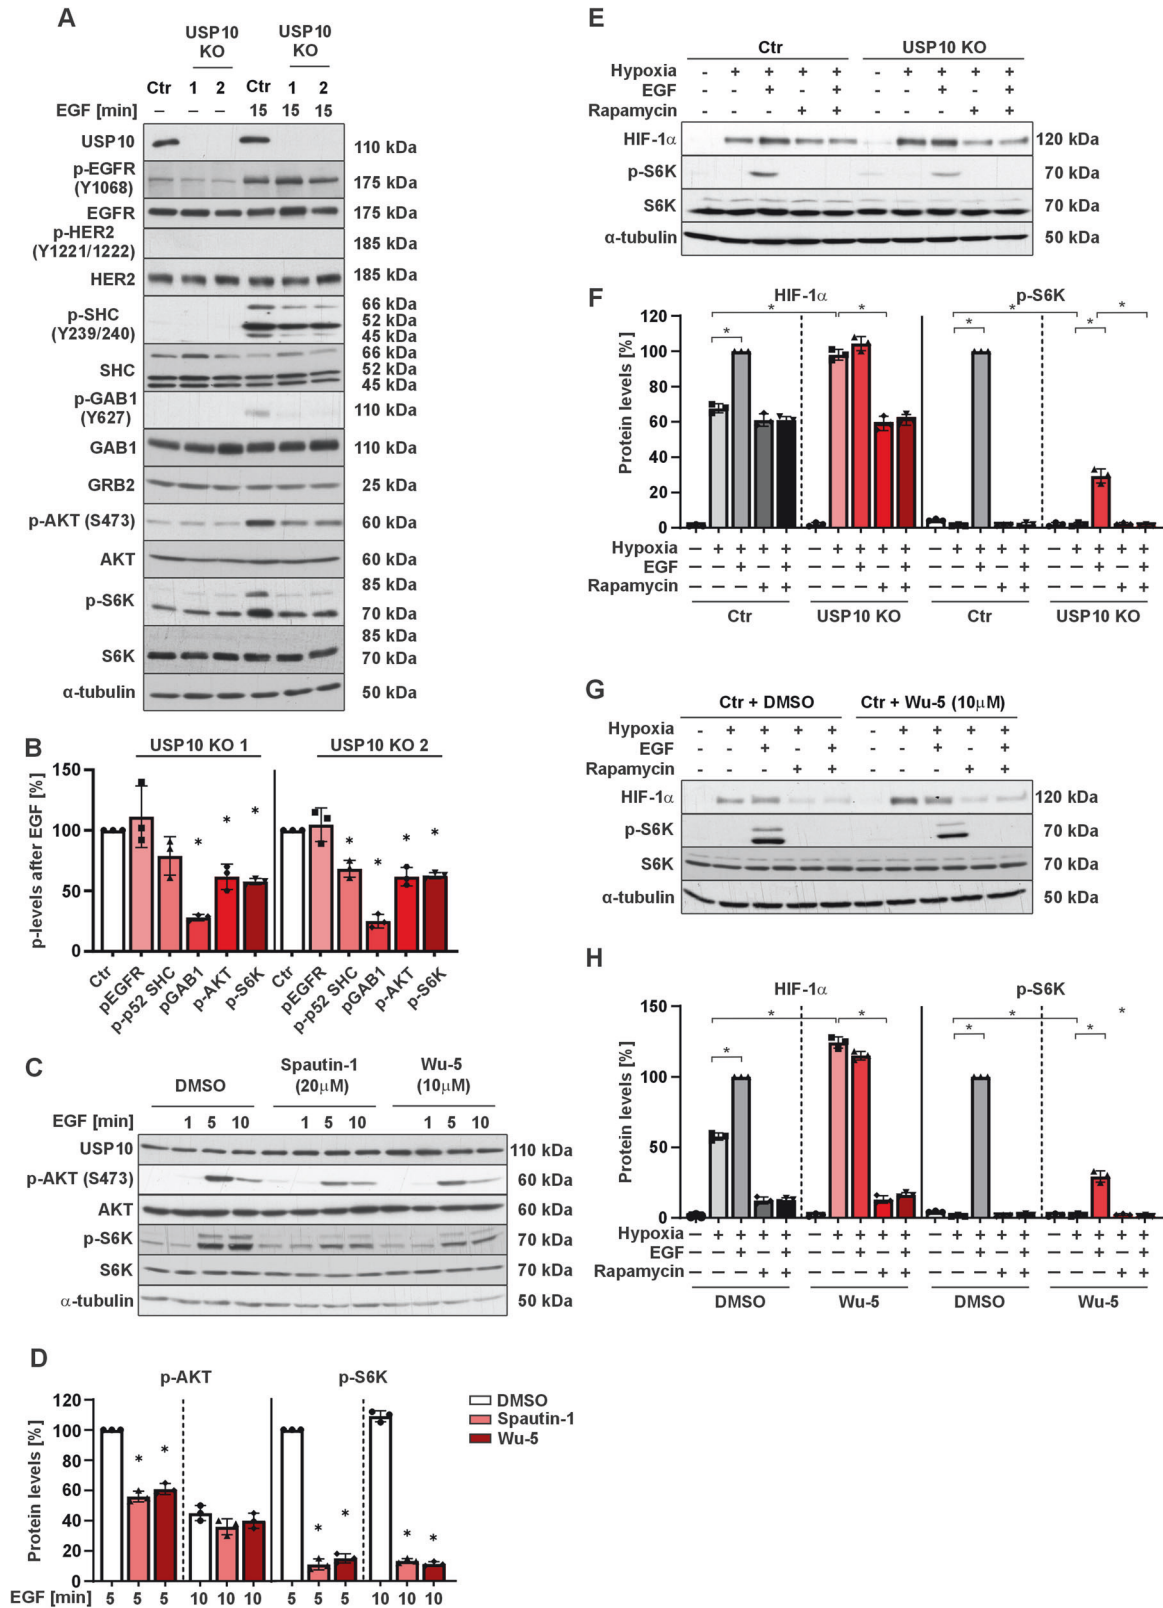 A
USP10
KO
USP10
KO
Ctr 1 2 Ctr 1 2
EGF [min] – – – 15 15 15
USP10 110 kDa
p-EGFR
(Y1068) 175 kDa
EGFR 175 kDa
p-HER2
(Y1221/1222) 185 kDa
HER2 185 kDa
p-SHC
(Y239/240)
66 kDa
52 kDa
45 kDa
SHC
66 kDa
52 kDa
45 kDa
p-GAB1
(Y627) 110 kDa
GAB1 110 kDa
GRB2 25 kDa
p-AKT (S473) 60 kDa
AKT 60 kDa
p-S6K
85 kDa
70 kDa
S6K
85 kDa
70 kDa
α-tubulin 50 kDa
B
USP10 KO 1 USP10 KO 2
p-levels after EGF [%]
150
100
50
0
* * * * * * *
Ctr pEGFR p-p52 SHC pGAB1 p-AKT p-S6K Ctr pEGFR p-p52 SHC pGAB1 p-AKT p-S6K
C
DMSO
Spautin-1
(20μM)
Wu-5
(10μM)
EGF [min] 1 5 10 1 5 10 1 5 10
USP10 110 kDa
p-AKT (S473) 60 kDa
AKT 60 kDa
p-S6K 70 kDa
S6K 70 kDa
α-tubulin 50 kDa
D
p-AKT p-S6K
Protein levels [%]
120
100
80
60
40
20
0
* * * * * *
EGF [min] 5 5 5 10 10 10 5 5 5 10 10 10
DMSO
Spautin-1
Wu-5
E
Ctr USP10 KO
Hypoxia - + + + + - + + + +
EGF - - + - + - - + - +
Rapamycin - - - + + - - - + +
HIF-1α 120 kDa
p-S6K 70 kDa
S6K 70 kDa
α-tubulin 50 kDa
F
HIF-1α p-S6K
Protein levels [%]
120
100
80
60
40
20
0
* * * * * * *
Hypoxia – + + + + – + + + + – + + + + – + + + +
EGF – – + – + – – + – + – – + – + – – + – +
Rapamycin – – – + + – – – + + – – – + + – – – + +
Ctr USP10 KO Ctr USP10 KO
G
Ctr + DMSO Ctr + Wu-5 (10μM)
Hypoxia - + + + + - + + + +
EGF - - + - + - - + - +
Rapamycin - - - + + - - - + +
HIF-1α 120 kDa
p-S6K 70 kDa
S6K 70 kDa
α-tubulin 50 kDa
H
HIF-1α p-S6K
Protein levels [%]
150
100
50
0
* * * * * * *
Hypoxia – + + + + – + + + + – + + + + – + + + +
EGF – – + – + – – + – + – – + – + – – + – +
Rapamycin – – – + + – – – + + – – – + + – – – + +
DMSO Wu-5 DMSO Wu-5